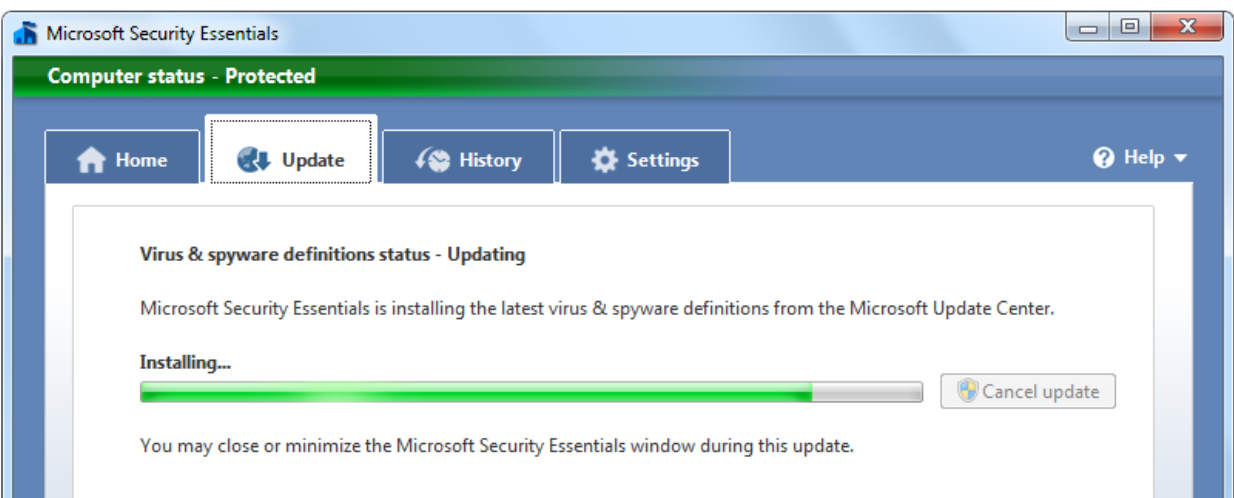 Microsoft Security Essentials
Computer status - Protected
Home Update History Settings Help
Virus & spyware definitions status - Updating
Microsoft Security Essentials is installing the latest virus & spyware definitions from the Microsoft Update Center.
Installing...
Cancel update
You may close or minimize the Microsoft Security Essentials window during this update.